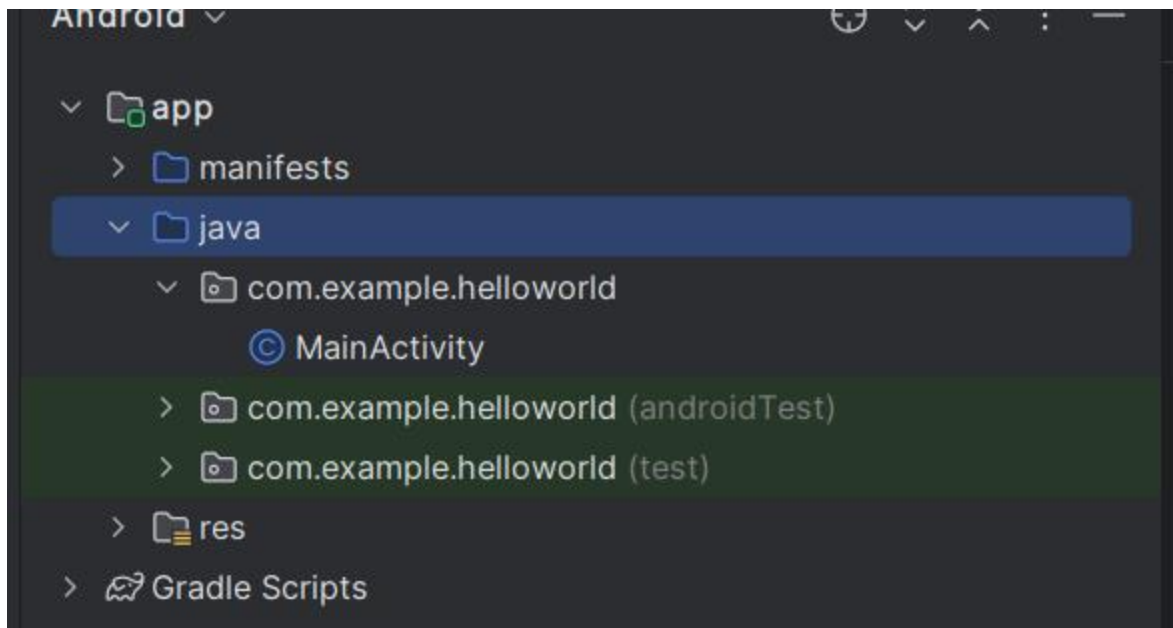 Android
app
manifests
java
com.example.helloworld
MainActivity
com.example.helloworld (androidTest)
com.example.helloworld (test)
res
Gradle Scripts